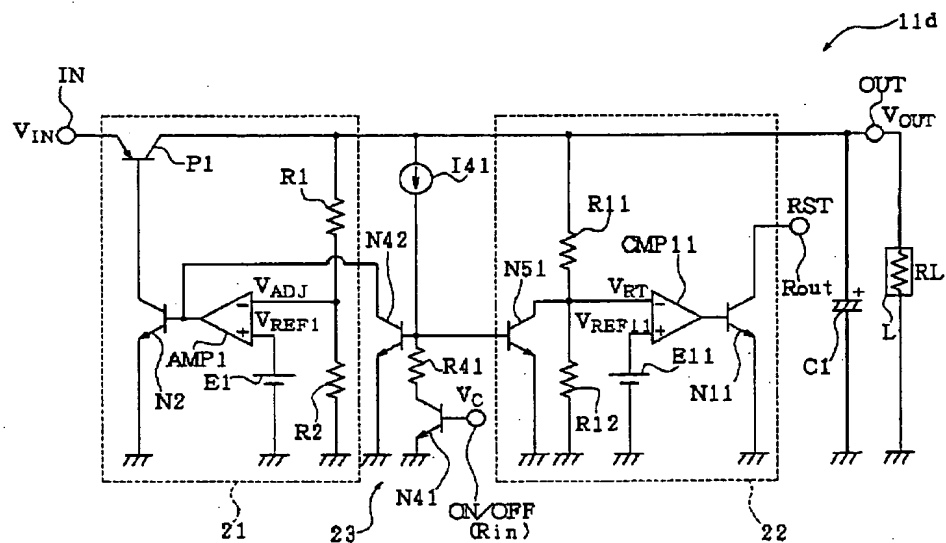 11d
IN
OUT
VIN
VOUT
P1
I41
R1
R11
CMP11
RST
N42
N51
RL
VADJ
VRT
Rout
VREF1
VREF11
L
AMP1
R41
E11
C1
E1
VC
N2
R2
R12
N11
N41
ON/OFF
(Rin)
21
23
22